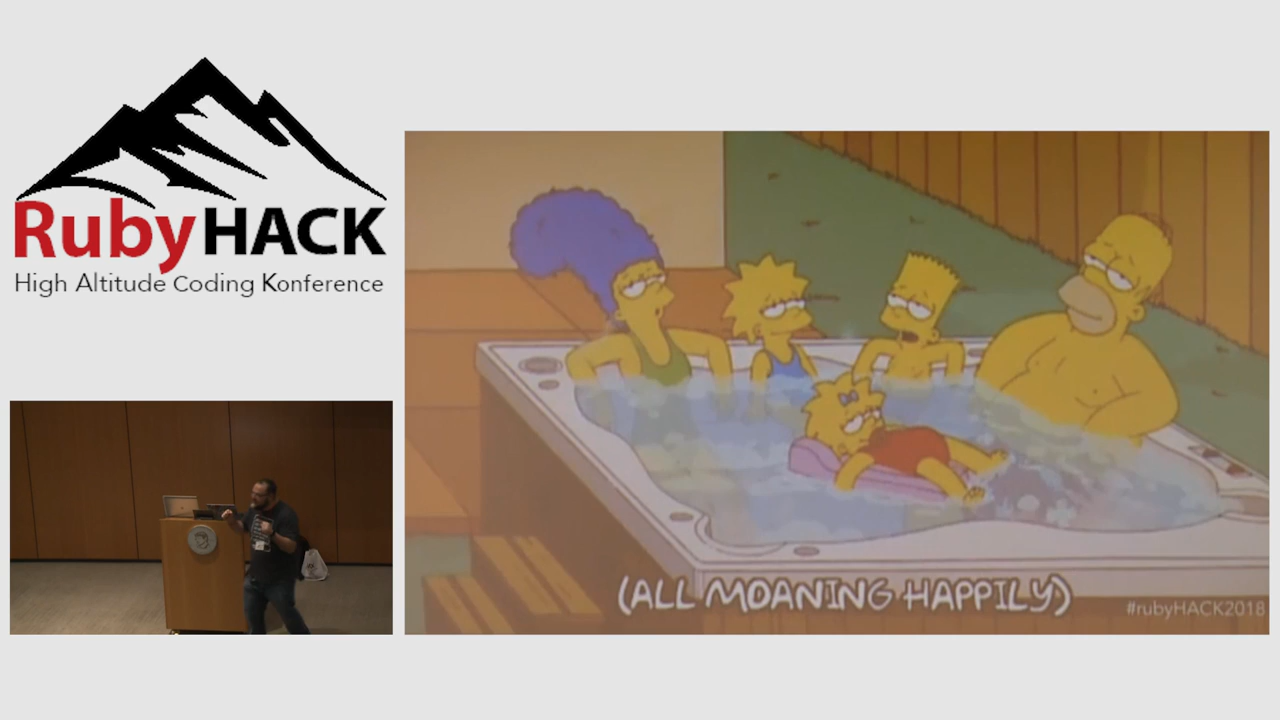 RubyHACK
High Altitude Coding Konference
(ALL MOANING HAPPILY)
#rubyHACK2018